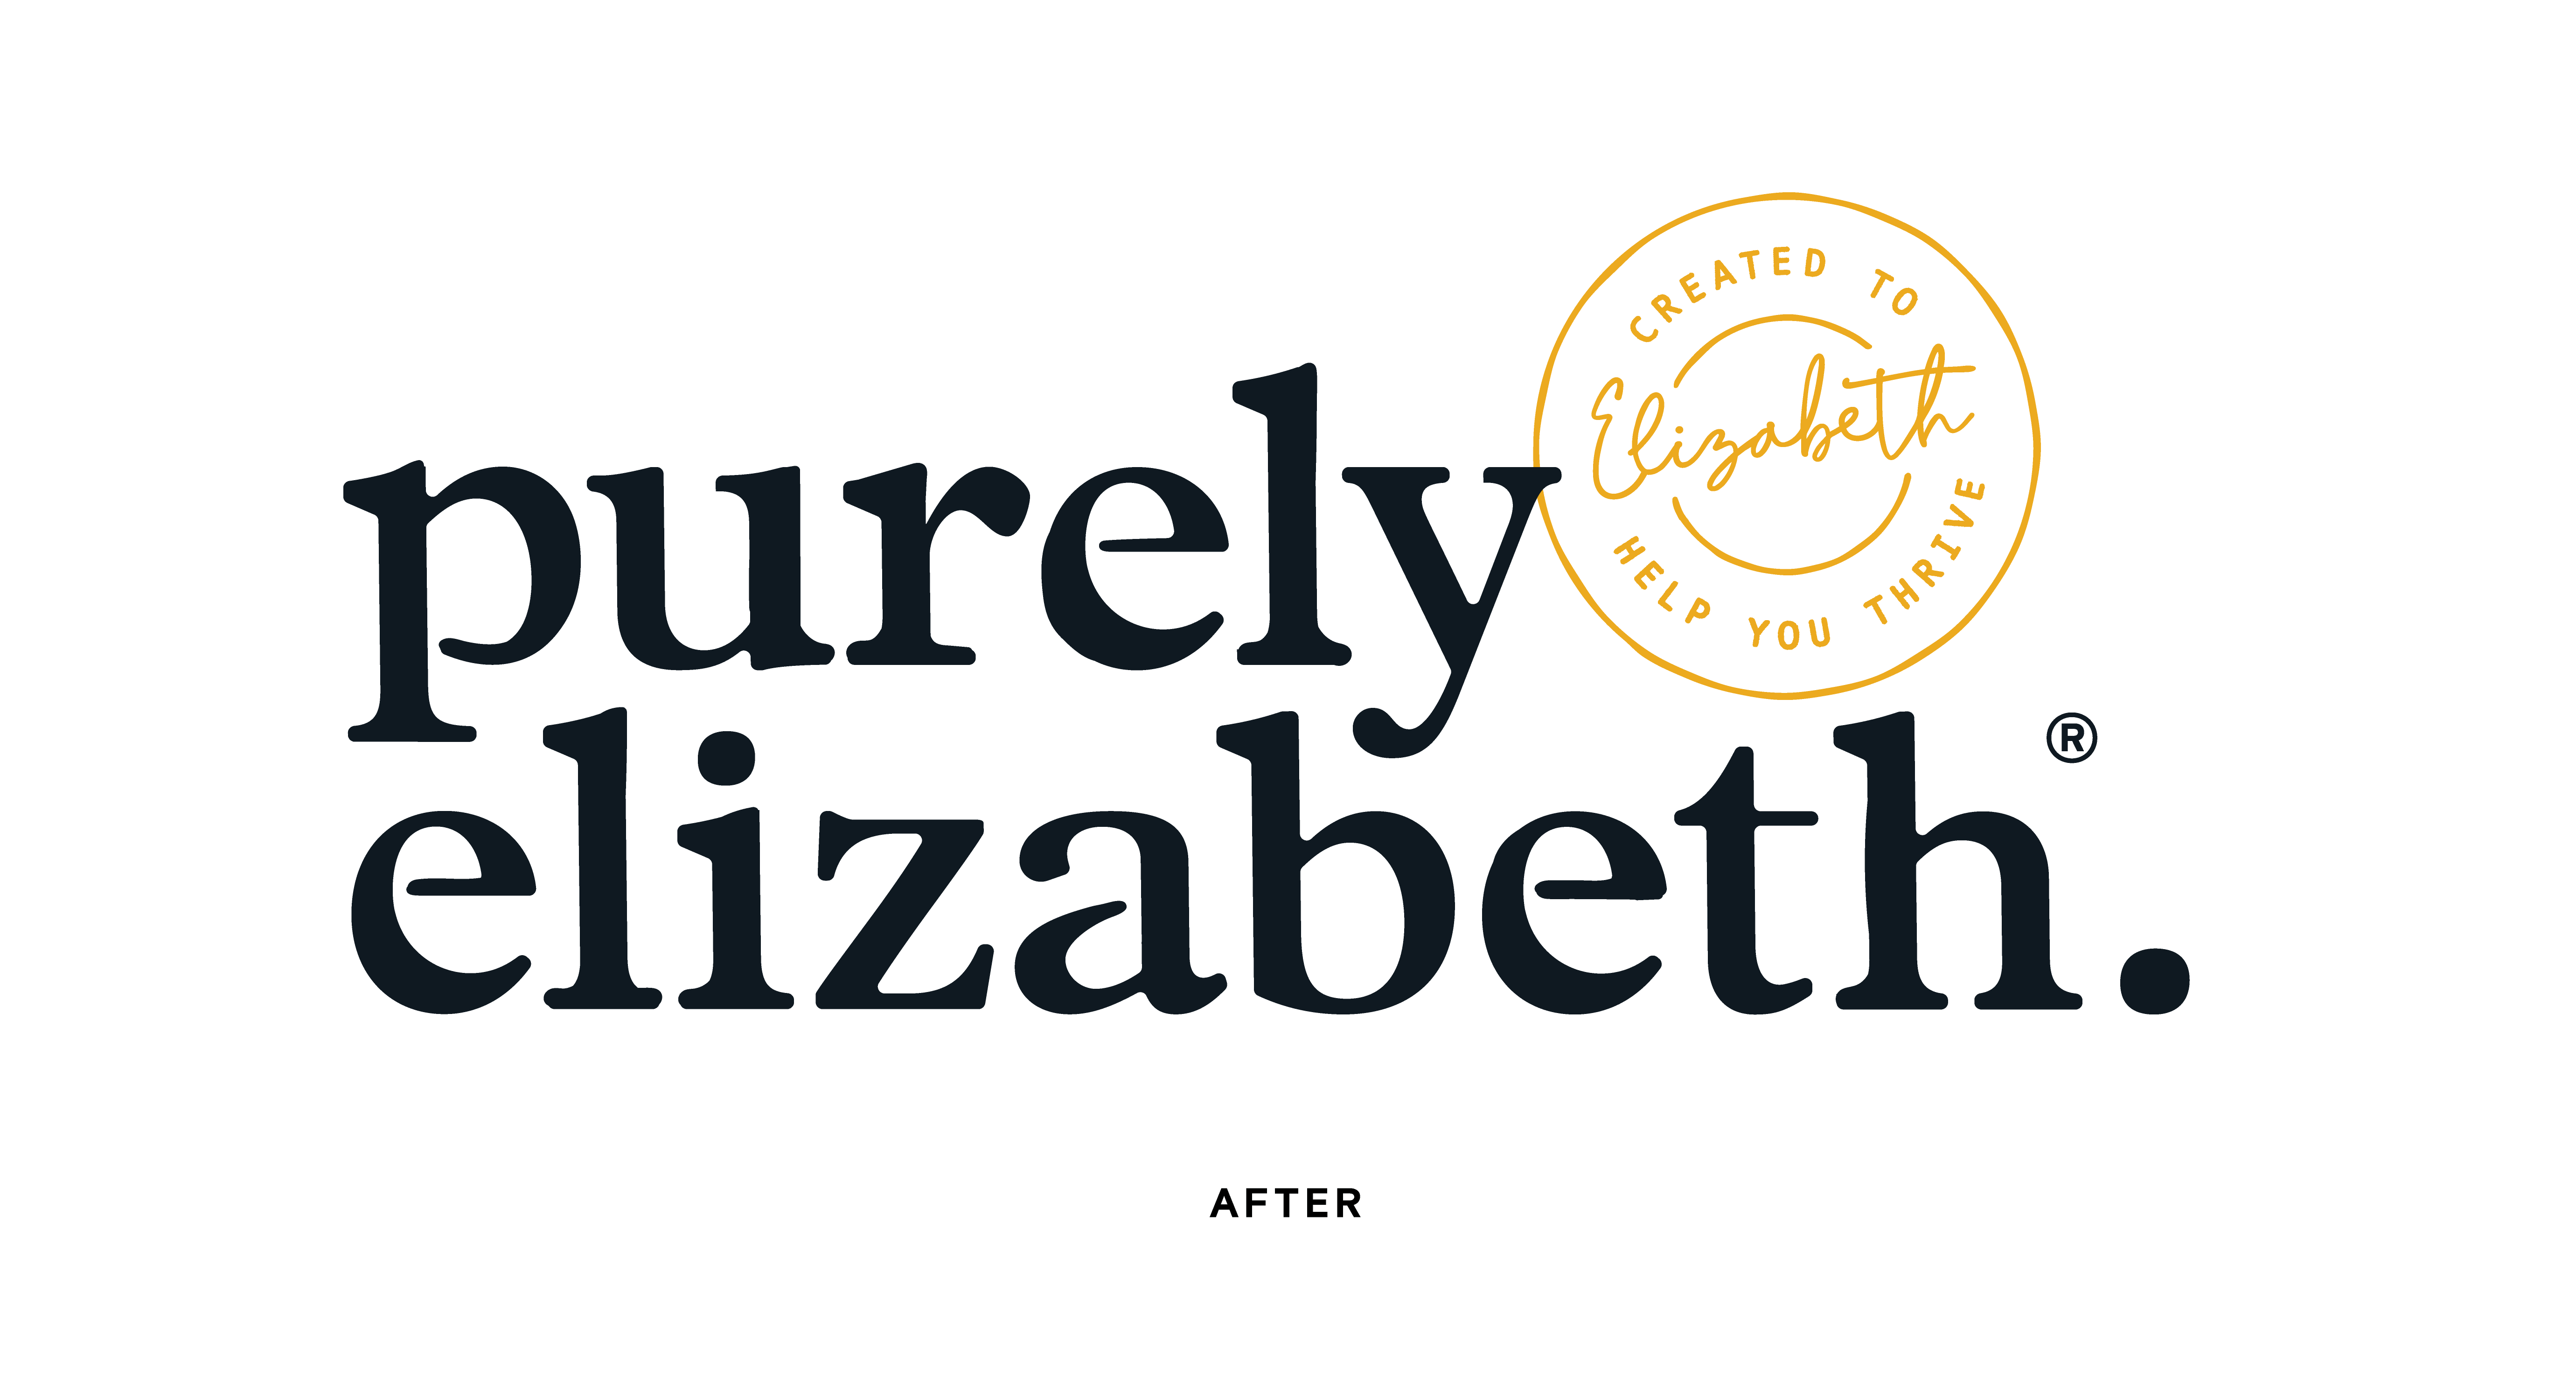 CREATED TO
Elizabeth
HELP YOU THRIVE
purely
elizabeth.®
AFTER